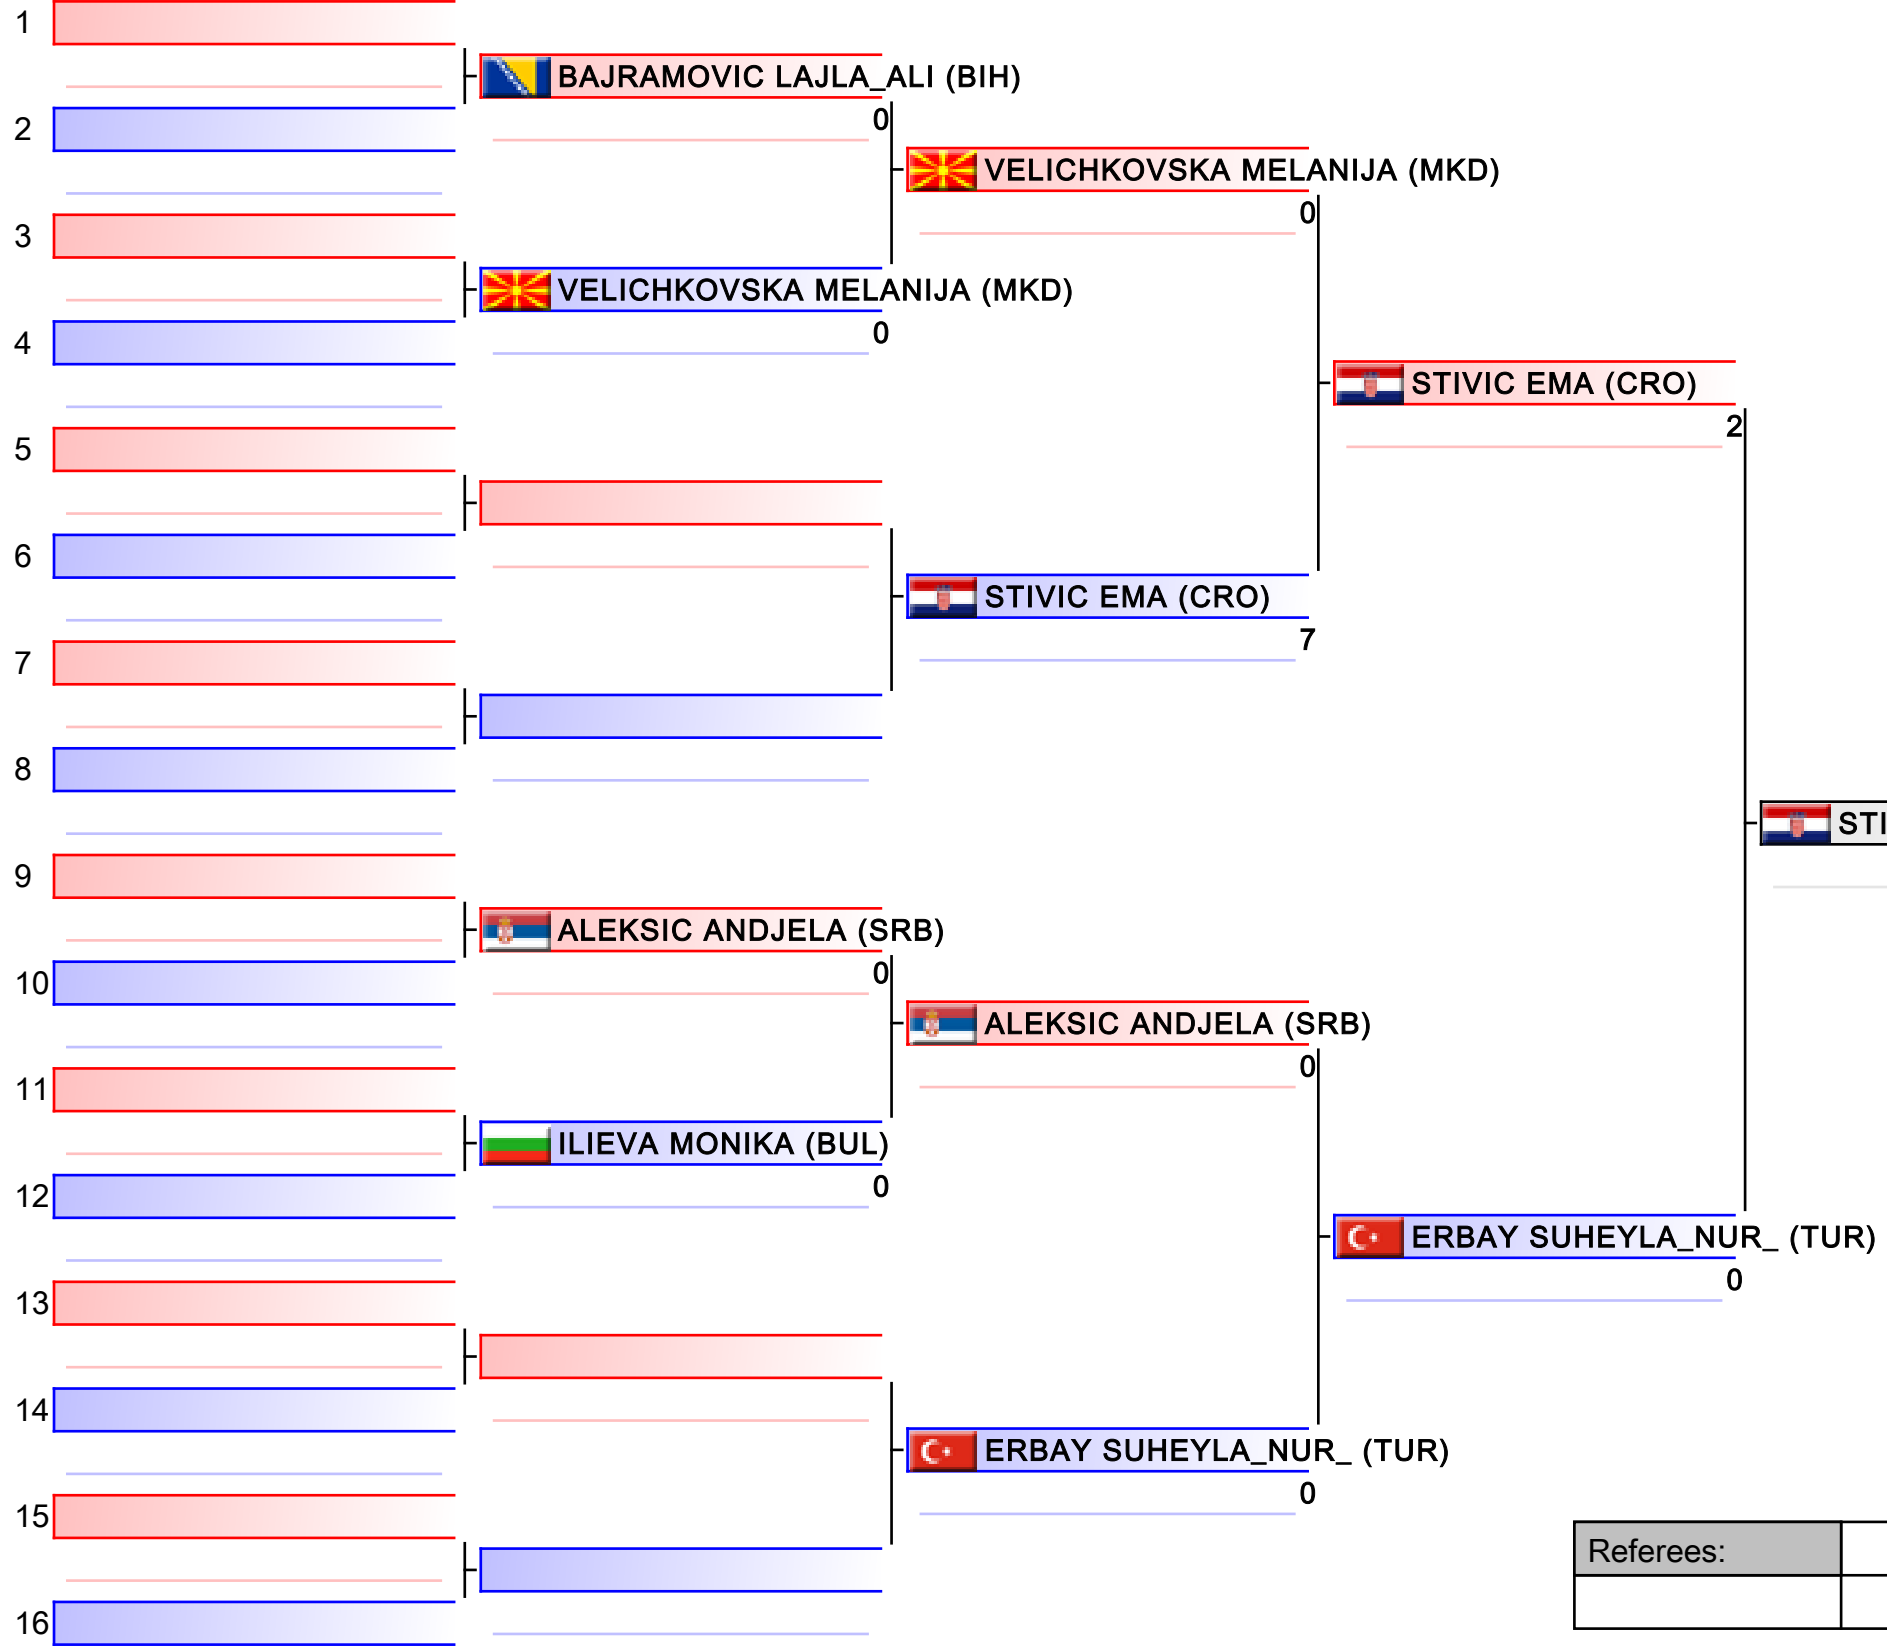 1
BAJRAMOVIC LAJLA_ALI (BIH)
0
2
VELICHKOVSKA MELANIJA (MKD)
0
3
VELICHKOVSKA MELANIJA (MKD)
0
4
STIVIC EMA (CRO)
2
5
6
STIVIC EMA (CRO)
7
7
8
STI
9
ALEKSIC ANDJELA (SRB)
0
10
ALEKSIC ANDJELA (SRB)
0
11
ILIEVA MONIKA (BUL)
0
12
ERBAY SUHEYLA_NUR_ (TUR)
0
13
14
ERBAY SUHEYLA_NUR_ (TUR)
0
15
Referees:
16